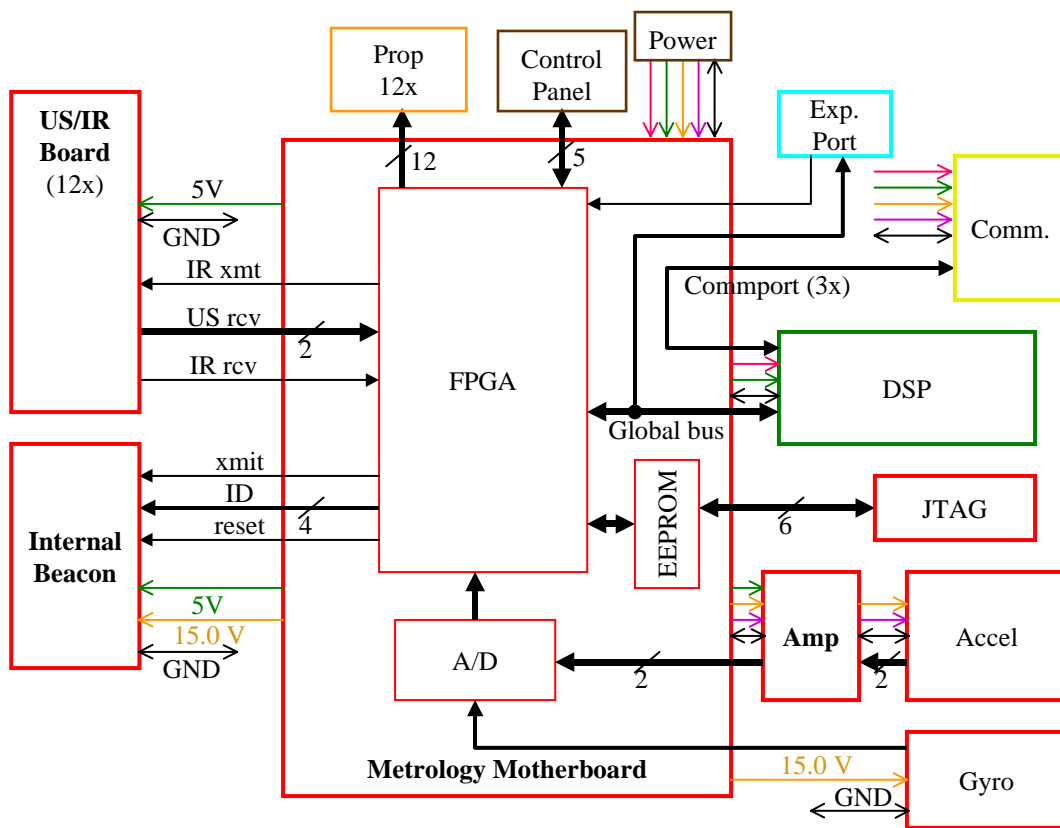 Prop
12x
Control
Panel
Power
US/IR
Board
(12x)
Exp.
Port
12
5
5V
GND
Comm.
IR xmt
Commport (3x)
US rcv
2
IR rcv
FPGA
DSP
Global bus
xmit
ID
4
reset
EEPROM
6
JTAG
Internal
Beacon
5V
15.0 V
GND
A/D
2
Amp
2
Accel
Metrology Motherboard
15.0 V
GND
Gyro